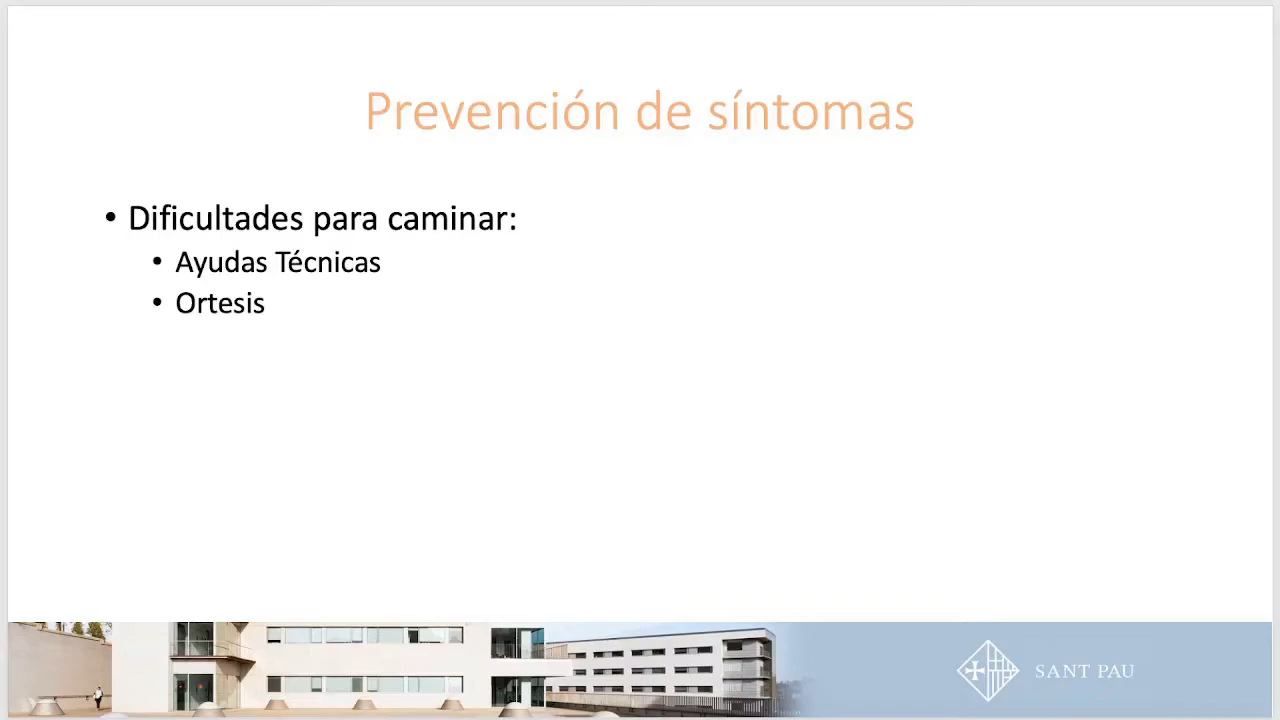 Prevención de síntomas
• Dificultades para caminar:
• Ayudas Técnicas
• Ortesis
SANT PAU